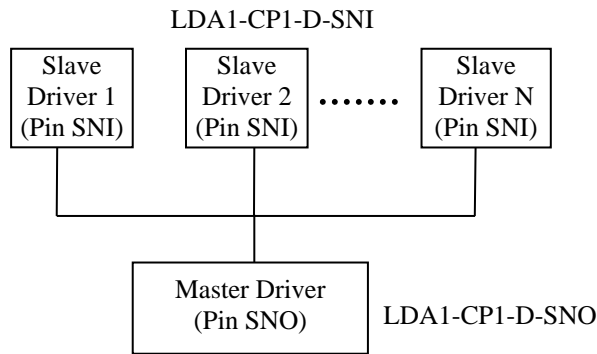 LDA1-CP1-D-SNI
Slave
Driver 1
(Pin SNI)
Slave
Driver 2
(Pin SNI)
.......
Slave
Driver N
(Pin SNI)
Master Driver
(Pin SNO)
LDA1-CP1-D-SNO